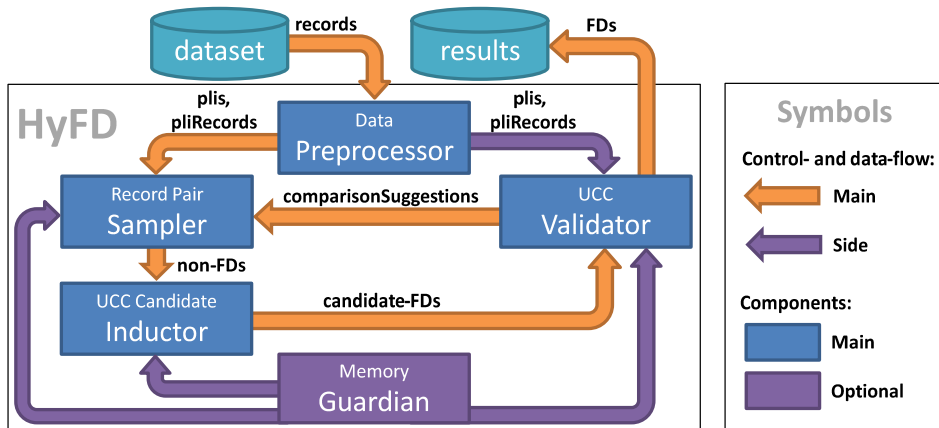 records
FDs
dataset
results
HyFD
plis,
pliRecords
Data
Preprocessor
plis,
pliRecords
Symbols
Control- and data-flow:
Main
Side
Record Pair
Sampler
comparisonSuggestions
UCC
Validator
non-FDs
UCC Candidate
Inductor
candidate-FDs
Components:
Main
Optional
Memory
Guardian